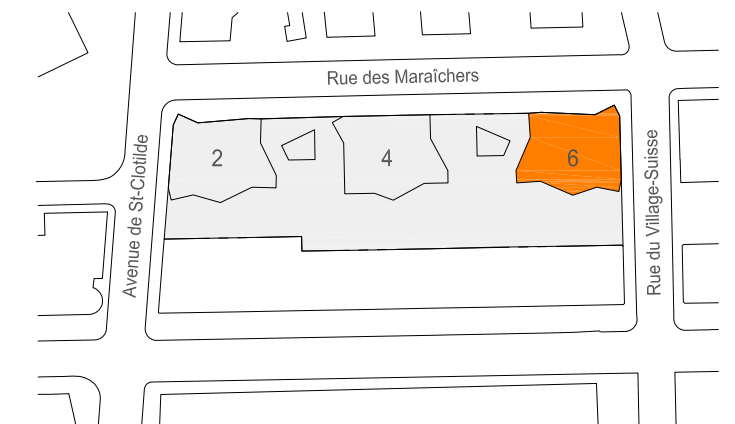 Rue des Maraîchers
Avenue de St-Clotilde
2
4
6
Rue du Village-Suisse